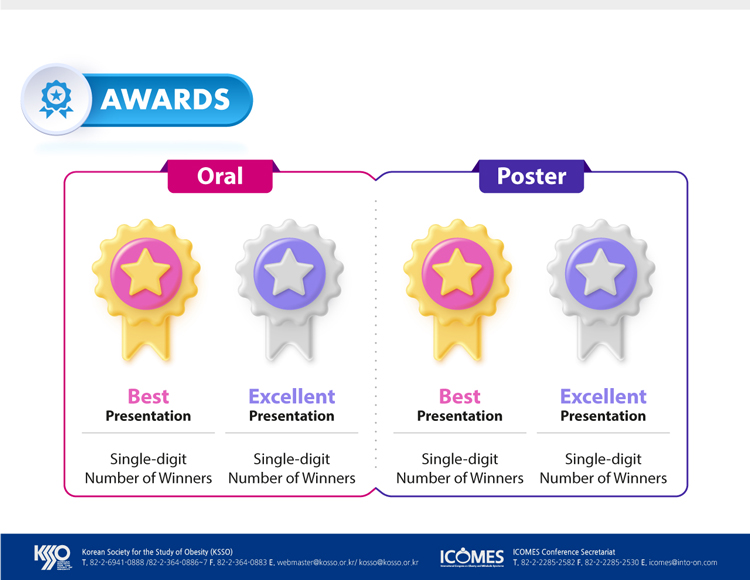 AWARDS
Oral
Poster
Best
Presentation
Single-digit
Number of Winners
Excellent
Presentation
Single-digit
Number of Winners
Best
Presentation
Single-digit
Number of Winners
Excellent
Presentation
Single-digit
Number of Winners
KSSO
Korean Society for the Study of Obesity (KSSO)
T. 82-2-6941-0888 /82-2-364-0886~7 F. 82-2-364-0883 E. webmaster@kosso.or.kr/ kosso@kosso.or.kr
ICOMES
ICOMES Conference Secretariat
T. 82-2-2285-2582 F. 82-2-2285-2530 E. icomes@into-on.com